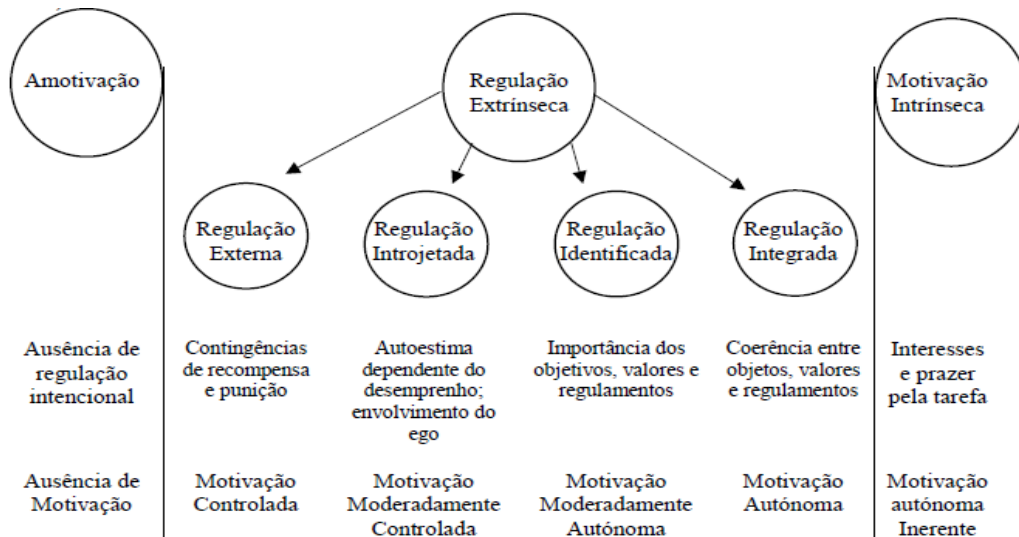 Amotivação
Regulação
Extrínseca
Motivação
Intrínseca
Regulação
Externa
Regulação
Introjetada
Regulação
Identificada
Regulação
Integrada
Ausência de
regulação
intencional
Contingências
de recompensa
e punição
Autoestima
dependente do
desemprenho;
envolvimento do
ego
Importância dos
objetivos, valores e
regulamentos
Coerência entre
objetos, valores
e regulamentos
Interesses
e prazer
pela tarefa
Ausência de
Motivação
Motivação
Controlada
Motivação
Moderadamente
Controlada
Motivação
Moderadamente
Autónoma
Motivação
Autónoma
Motivação
autónoma
Inerente